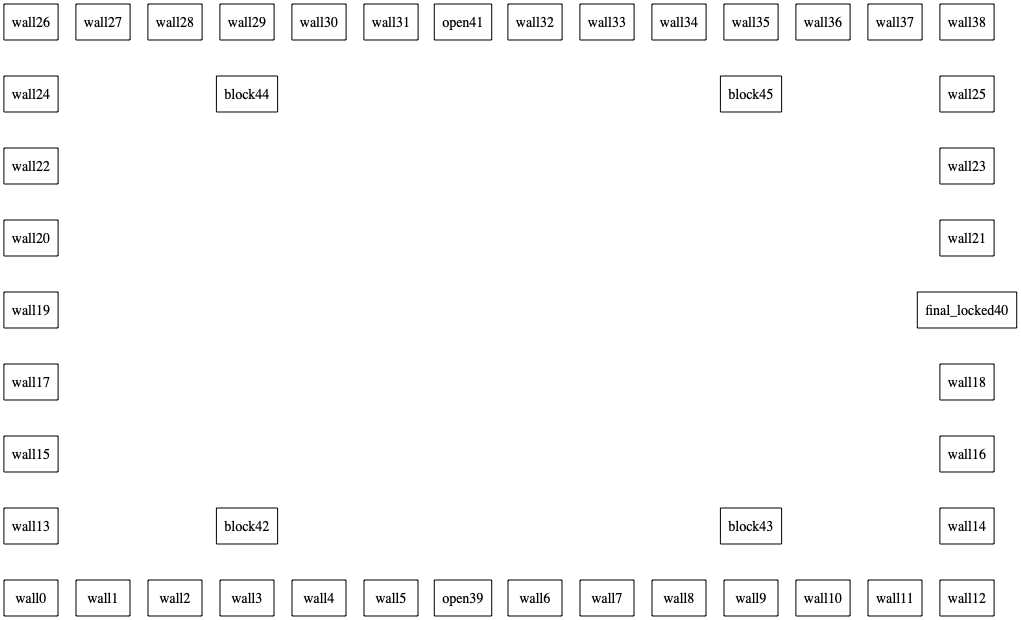 wall26 wall27 wall28 wall29 wall30 wall31 open41 wall32 wall33 wall34 wall35 wall36 wall37 wall38
wall24 block44 block45 wall25
wall22 wall23
wall20 wall21
wall19 final_locked40
wall17 wall18
wall15 wall16
wall13 block42 block43 wall14
wall0 wall1 wall2 wall3 wall4 wall5 open39 wall6 wall7 wall8 wall9 wall10 wall11 wall12